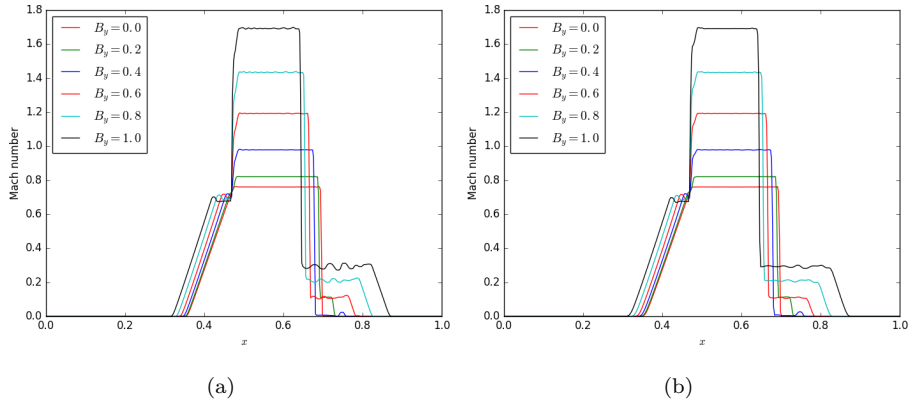 1.8
1.6
1.4
1.2
1.0
0.8
0.6
0.4
0.2
0.0
Mach number
0.0 0.2 0.4 0.6 0.8 1.0
x
B_y = 0.0
B_y = 0.2
B_y = 0.4
B_y = 0.6
B_y = 0.8
B_y = 1.0
(a)
1.8
1.6
1.4
1.2
1.0
0.8
0.6
0.4
0.2
0.0
Mach number
0.0 0.2 0.4 0.6 0.8 1.0
x
B_y = 0.0
B_y = 0.2
B_y = 0.4
B_y = 0.6
B_y = 0.8
B_y = 1.0
(b)